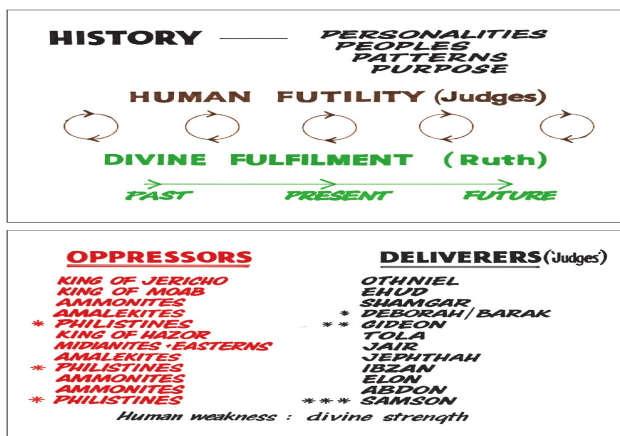 HISTORY —— PERSONALITIES
PEOPLES
PATTERNS
PURPOSE
HUMAN FUTILITY (Judges)
DIVINE FULFILMENT (Ruth)
PAST PRESENT FUTURE
OPPRESSORS
KING OF JERICHO
KING OF MOAB
AMMONITES
AMALEKITES
* PHILISTINES
KING OF HAZOR
MIDIANITES + EASTERNS
AMALEKITES
* PHILISTINES
AMMONITES
AMMONITES
* PHILISTINES
DELIVERERS ('Judges')
OTHNIEL
EHUD
SHAMGAR
* DEBORAH/BARAK
** GIDEON
TOLA
JAIR
JEPHTHAH
IBZAN
ELON
ABDON
*** SAMSON
Human weakness : divine strength